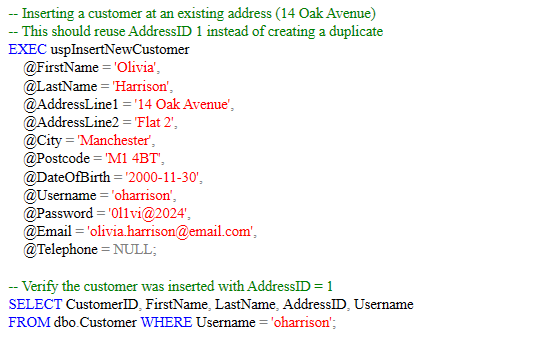 -- Inserting a customer at an existing address (14 Oak Avenue)
-- This should reuse AddressID 1 instead of creating a duplicate
EXEC uspInsertNewCustomer
@FirstName = 'Olivia',
@LastName = 'Harrison',
@AddressLine1 = '14 Oak Avenue',
@AddressLine2 = 'Flat 2',
@City = 'Manchester',
@Postcode = 'M1 4BT',
@DateOfBirth = '2000-11-30',
@Username = 'oharrison',
@Password = '0l1vi@2024',
@Email = 'olivia.harrison@email.com',
@Telephone = NULL;
-- Verify the customer was inserted with AddressID = 1
SELECT CustomerID, FirstName, LastName, AddressID, Username
FROM dbo.Customer WHERE Username = 'oharrison';